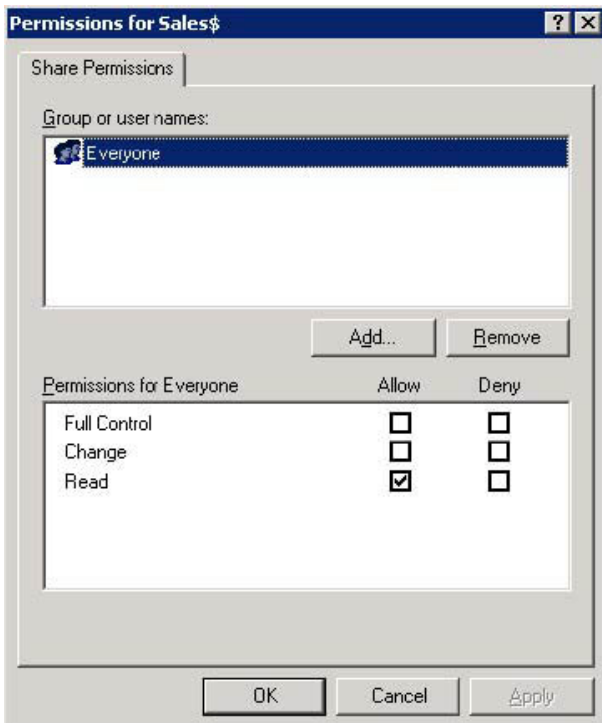 Permissions for Sales$
Share Permissions
Group or user names:
Everyone
Add...
Remove
Permissions for Everyone Allow Deny
Full Control
Change
Read
OK Cancel Apply